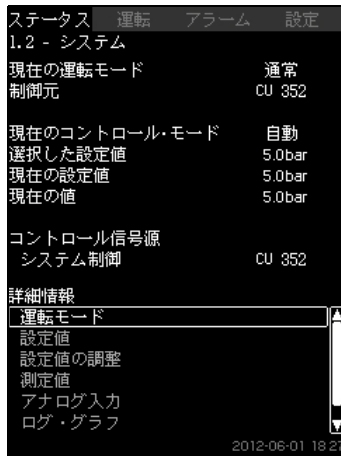 ステータス 運転 アラーム 設定
1.2 - システム
現在の運転モード 通常
制御元 CU 352
現在のコントロール・モード 自動
選択した設定値 5.0bar
現在の設定値 5.0bar
現在の値 5.0bar
コントロール信号源
システム制御 CU 352
詳細情報
運転モード
設定値
設定値の調整
測定値
アナログ入力
ログ・グラフ
2012-06-01 18:27